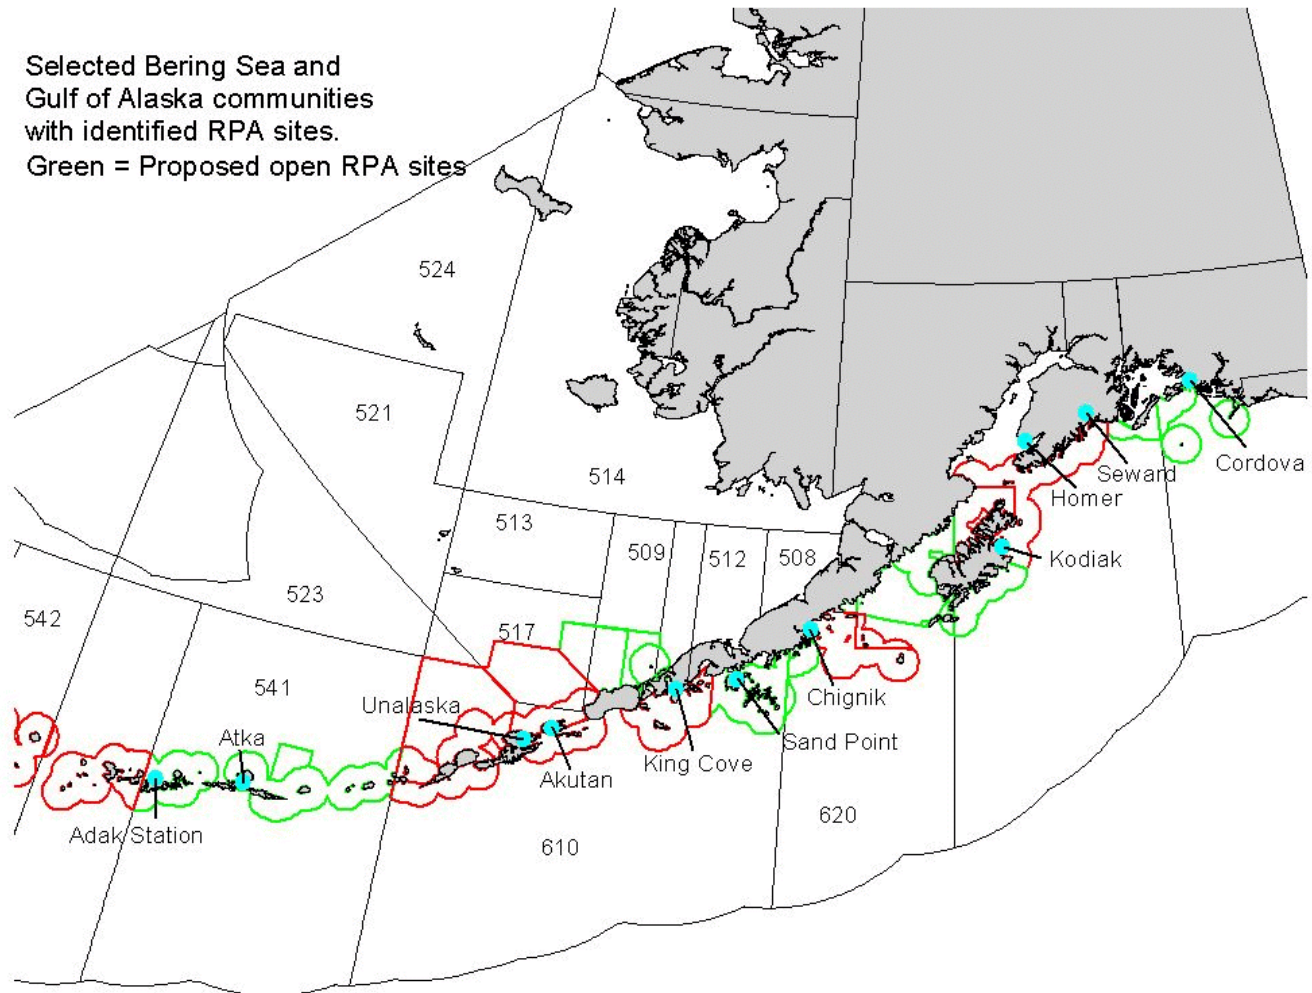 Selected Bering Sea and
Gulf of Alaska communities
with identified RPA sites.
Green = Proposed open RPA sites
524
521
514
513
509
512
508
523
542
517
541
Unalaska
Atka
Adak Station
Akutan
King Cove
Sand Point
Chignik
Kodiak
Homer
Seward
Cordova
610
620